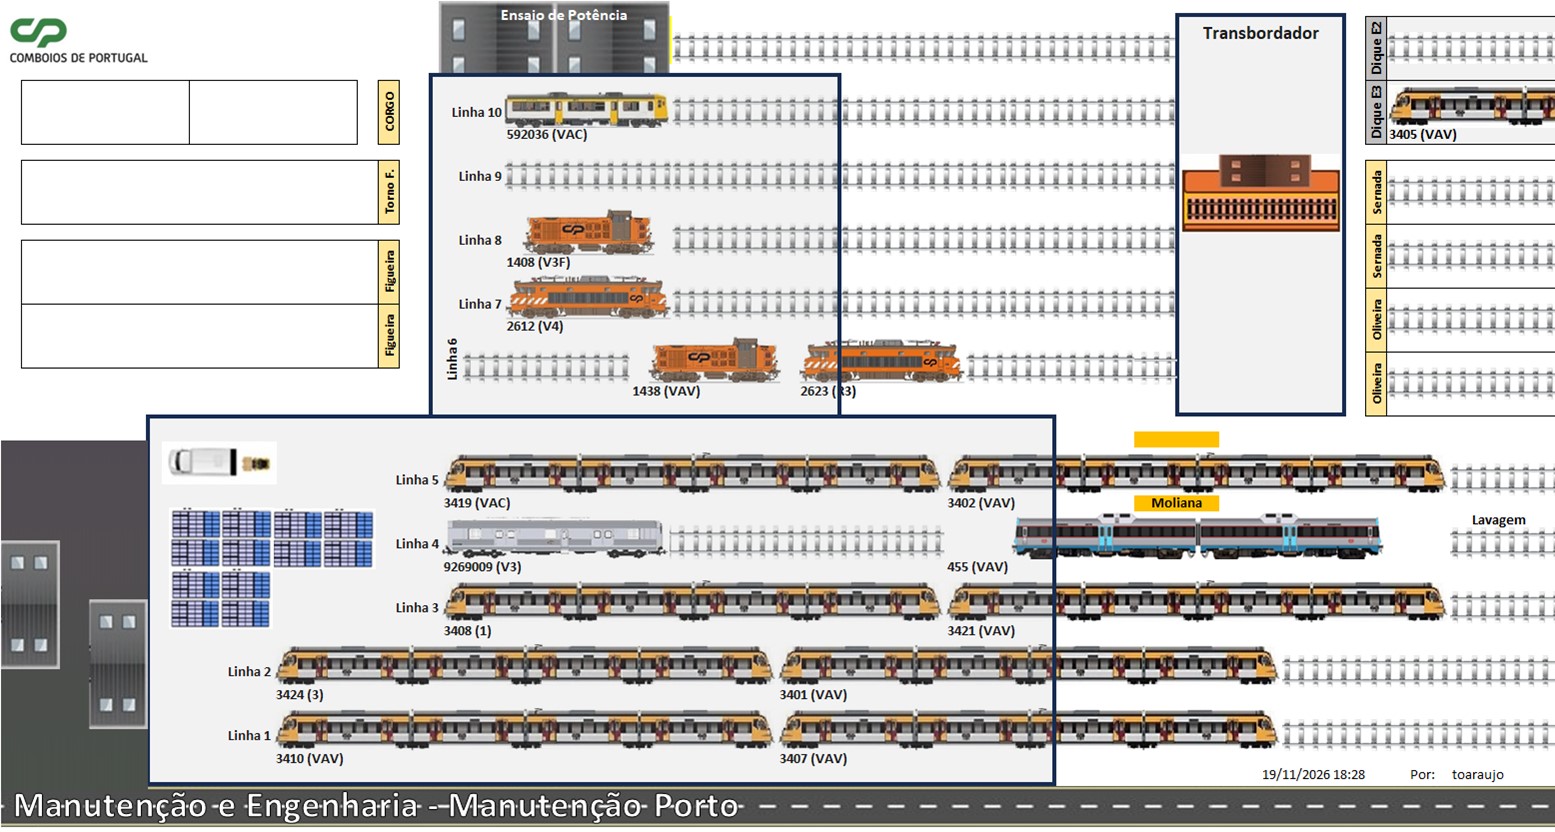 Ensaio de Potência
Transbordador
Dique E2
COMBOIOS DE PORTUGAL
CORGO
Linha 10
592036 (VAC)
Dique E3
3405 (VAV)
Torno F.
Linha 9
Sernada
Figueira
Linha 8
1408 (V3F)
Sernada
Figueira
Linha 7
2612 (V4)
Oliveira
Linha 6
1438 (VAV)
2623 (R3)
Oliveira
Linha 5
3419 (VAC)
3402 (VAV)
Moliana
Lavagem
Linha 4
9269009 (V3)
455 (VAV)
Linha 3
3408 (1)
3421 (VAV)
Linha 2
3424 (3)
3401 (VAV)
Linha 1
3410 (VAV)
3407 (VAV)
19/11/2026 18:28 Por: toaraujo
Manutenção e Engenharia - Manutenção Porto